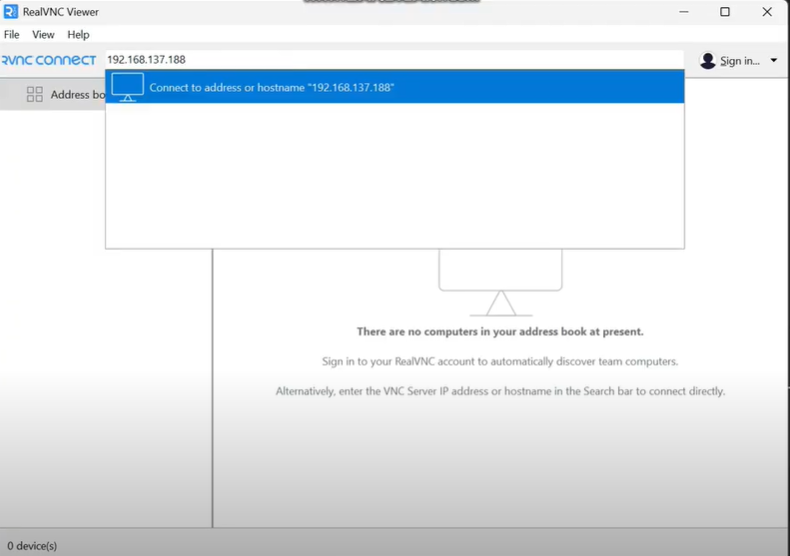 RealVNC Viewer
File View Help
RVNC CONNECT 192.168.137.188 Sign in...
Address bo
Connect to address or hostname "192.168.137.188"
There are no computers in your address book at present.
Sign in to your RealVNC account to automatically discover team computers.
Alternatively, enter the VNC Server IP address or hostname in the Search bar to connect directly.
0 device(s)